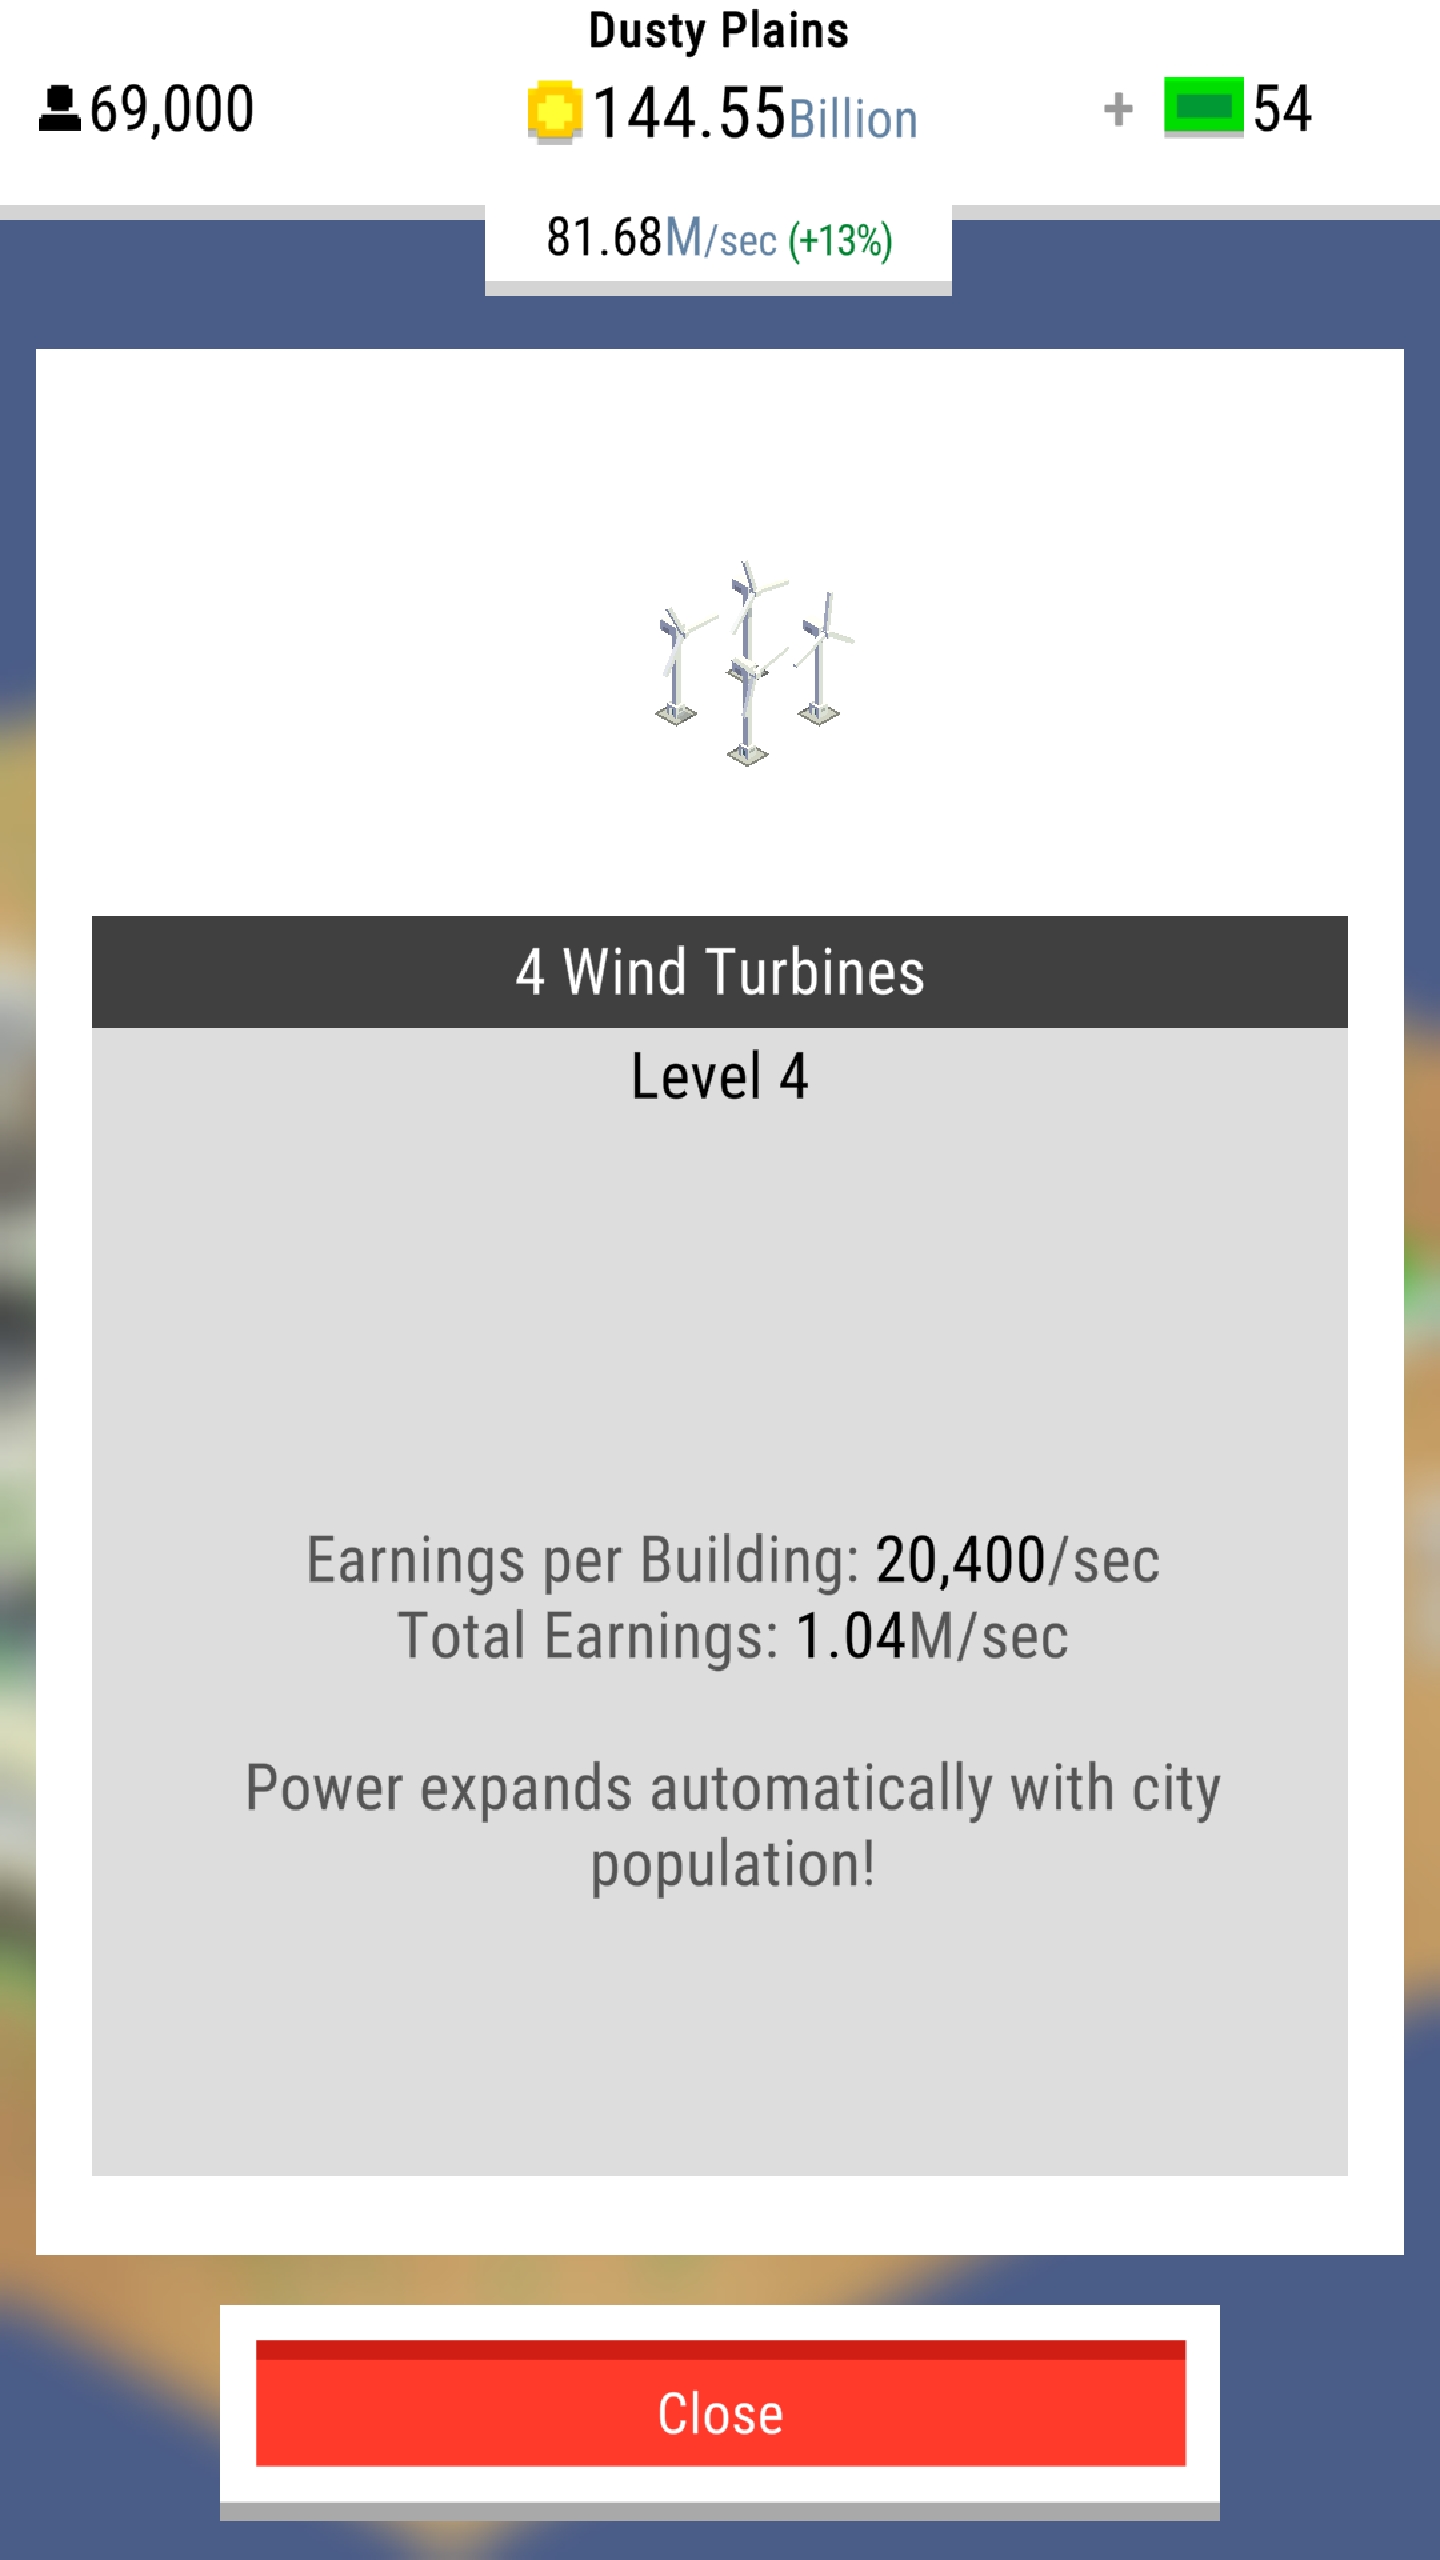 Dusty Plains
69,000 144.55Billion + 54
81.68M/sec (+13%)
4 Wind Turbines
Level 4
Earnings per Building: 20,400/sec
Total Earnings: 1.04M/sec
Power expands automatically with city
population!
Close